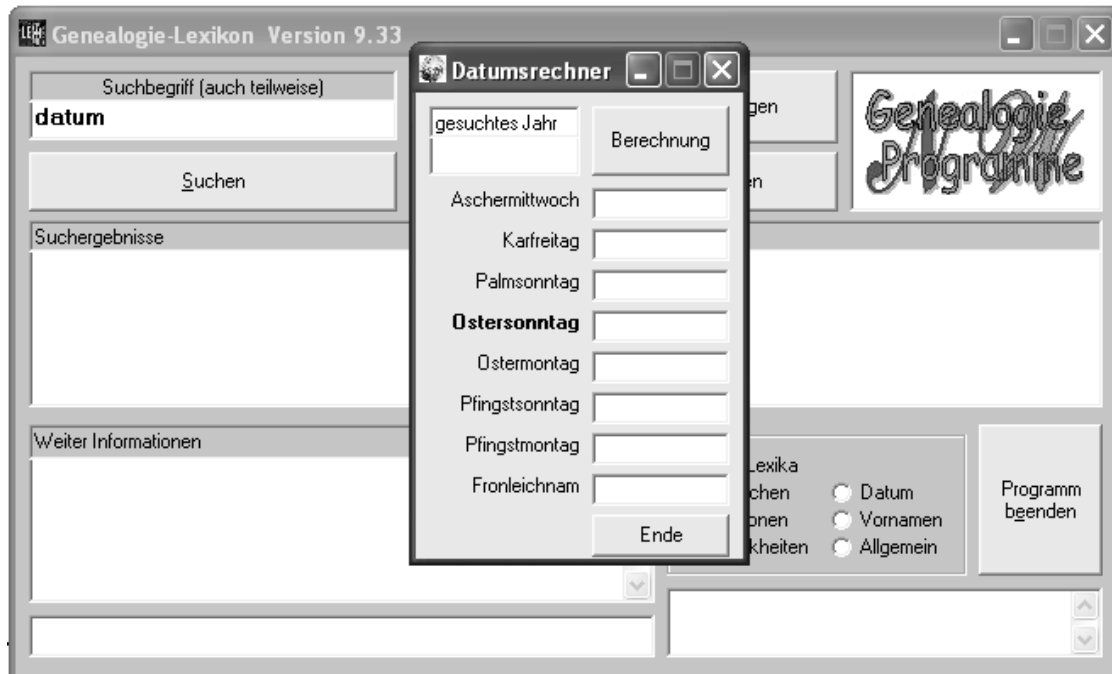 Genealogie-Lexikon Version 9.33
Suchbegriff (auch teilweise)
datum
Suchen
Genealogie
Programme
Suchergebnisse
Weiter Informationen
Datumsrechner
gesuchtes Jahr
Berechnung
Aschermittwoch
Karfreitag
Palmsonntag
Ostersonntag
Ostermontag
Pfingstsonntag
Pfingstmontag
Fronleichnam
Ende
Datum
Vornamen
Allgemein
Programm
beenden